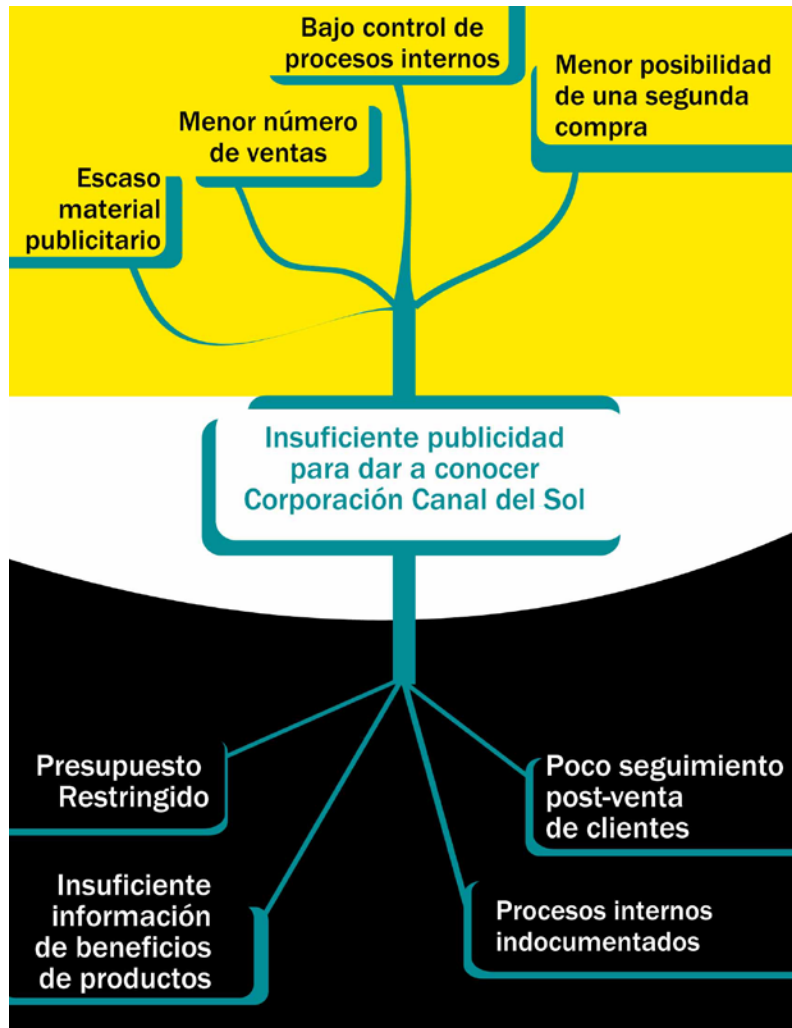 Bajo control de
procesos internos
Menor posibilidad
de una segunda
compra
Menor número
de ventas
Escaso
material
publicitario
Insuficiente publicidad
para dar a conocer
Corporación Canal del Sol
Presupuesto
Restringido
Poco seguimiento
post-venta
de clientes
Insuficiente
información
de beneficios
de productos
Procesos internos
indocumentados